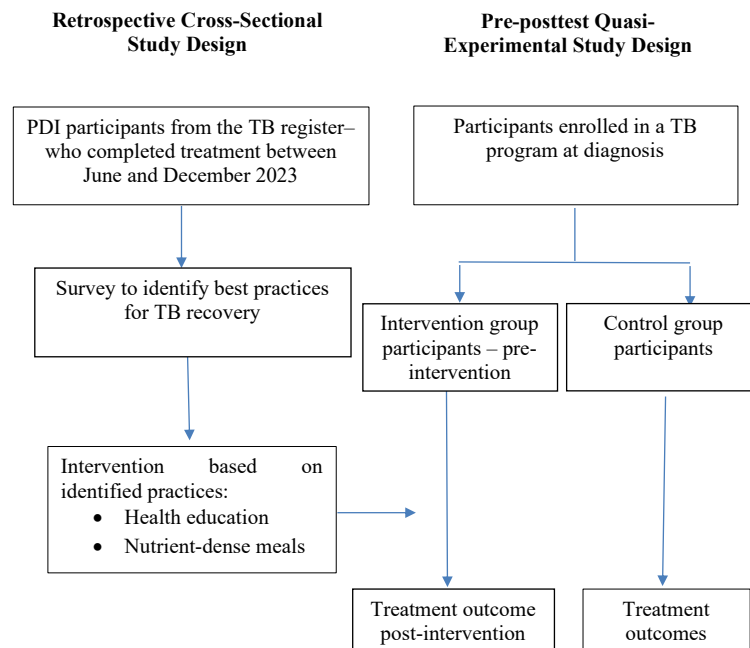 Retrospective Cross-Sectional
Study Design
Pre-posttest Quasi-
Experimental Study Design
PDI participants from the TB register–
who completed treatment between
June and December 2023
Participants enrolled in a TB
program at diagnosis
Survey to identify best practices
for TB recovery
Intervention group
participants – pre-
intervention
Control group
participants
Intervention based on
identified practices:
• Health education
• Nutrient-dense meals
Treatment outcome
post-intervention
Treatment
outcomes